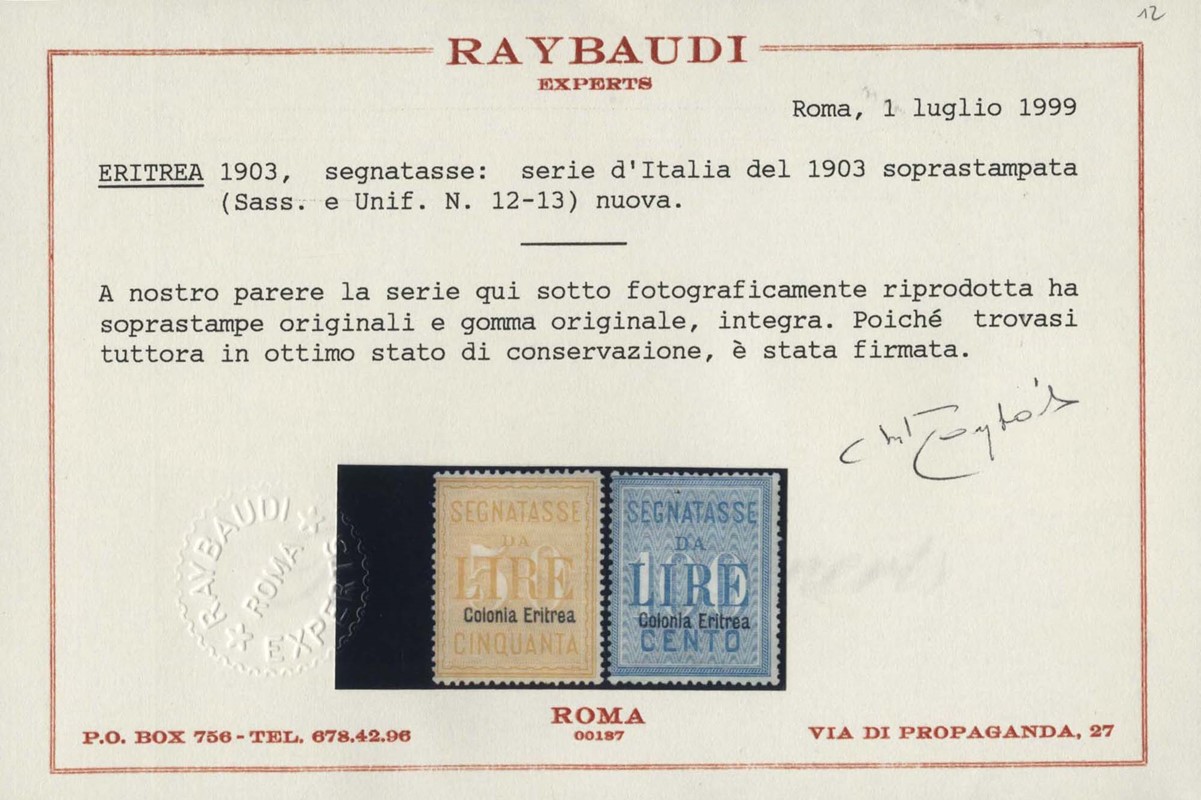 12
RAYBAUDI
EXPERTS
Roma, 1 luglio 1999
ERITREA 1903, segnatasse: serie d'Italia del 1903 soprastampata
(Sass. e Unif. N. 12-13) nuova.
A nostro parere la serie qui sotto fotograficamente riprodotta ha
soprastampe originali e gomma originale, integra. Poiché trovasi
tuttora in ottimo stato di conservazione, è stata firmata.
RAYBAUDI
EXPERTS
ROMA
SEGNATASSE
DA
50
LIRE
Colonia Eritrea
CINQUANTA
SEGNATASSE
DA
100
LIRE
Colonia Eritrea
CENTO
ROMA
00187
P.O. BOX 756 - TEL. 678.42.96
VIA DI PROPAGANDA, 27